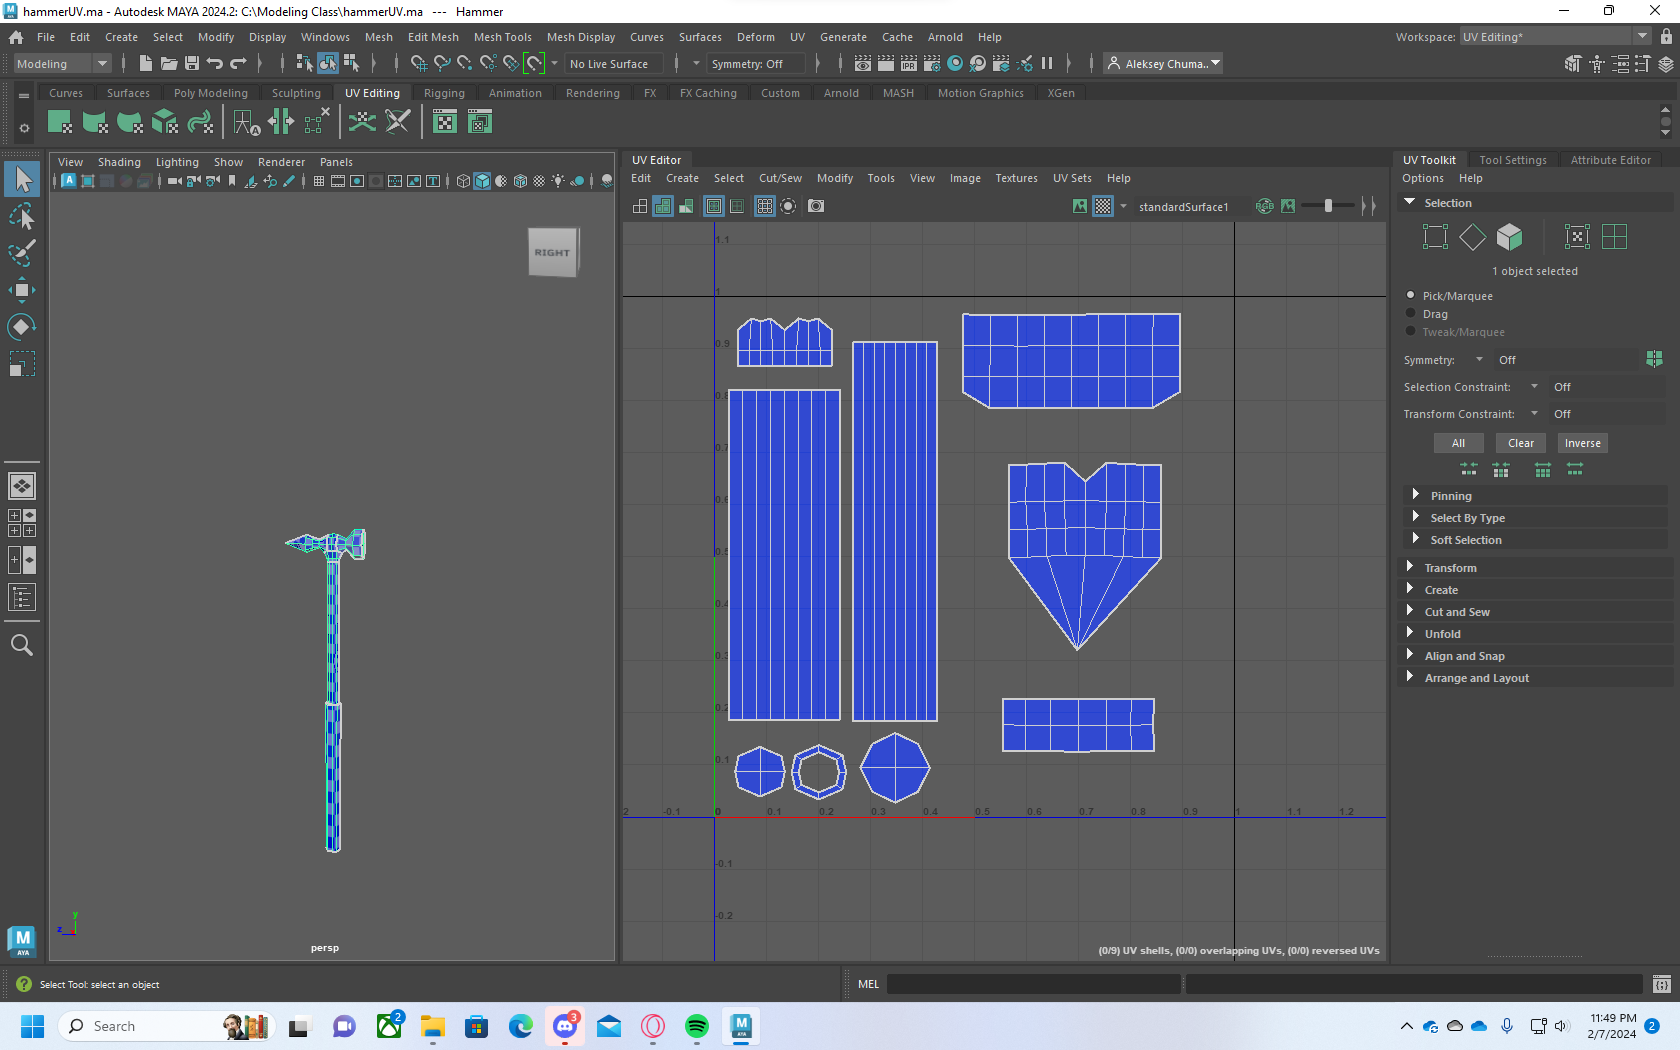 hammerUV.ma - Autodesk MAYA 2024.2: C:\Modeling Class\hammerUV.ma --- Hammer
File Edit Create Select Modify Display Windows Mesh Edit Mesh Mesh Tools Mesh Display Curves Surfaces Deform UV Generate Cache Arnold Help
Workspace: UV Editing*
Modeling
No Live Surface
Symmetry: Off
IPR
Aleksey Chuma...
Curves Surfaces Poly Modeling Sculpting UV Editing Rigging Animation Rendering FX FX Caching Custom Arnold MASH Motion Graphics XGen
View Shading Lighting Show Renderer Panels
RIGHT
y
z
persp
UV Editor
Edit Create Select Cut/Sew Modify Tools View Image Textures UV Sets Help
standardSurface1
RGB
1.1
1
0.9
0.8
0.7
0.6
0.5
0.4
0.3
0.2
0.1
2 -0.1 0 0.1 0.2 0.3 0.4 0.5 0.6 0.7 0.8 0.9 1 1.1 1.2
-0.1
-0.2
(0/9) UV shells, (0/0) overlapping UVs, (0/0) reversed UVs
UV Toolkit Tool Settings Attribute Editor
Options Help
Selection
1 object selected
Pick/Marquee
Drag
Tweak/Marquee
Symmetry: Off
Selection Constraint: Off
Transform Constraint: Off
All Clear Inverse
Pinning
Select By Type
Soft Selection
Transform
Create
Cut and Sew
Unfold
Align and Snap
Arrange and Layout
M
AYA
Select Tool: select an object
MEL
Search
2
3
11:49 PM
2/7/2024
2